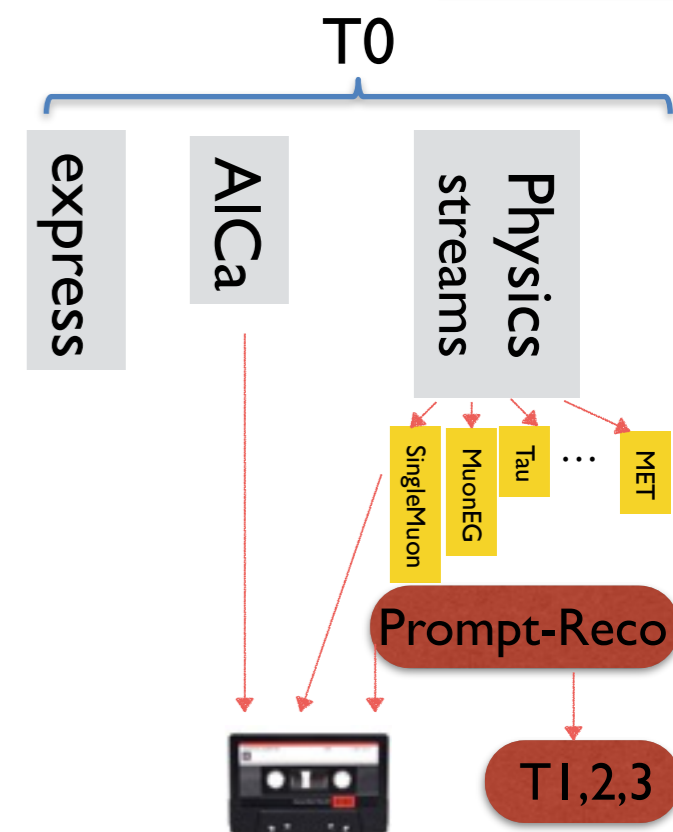 T0
express
AlCa
Physics
streams
SingleMuon
MuonEG
Tau
...
MET
Prompt-Reco
T1,2,3